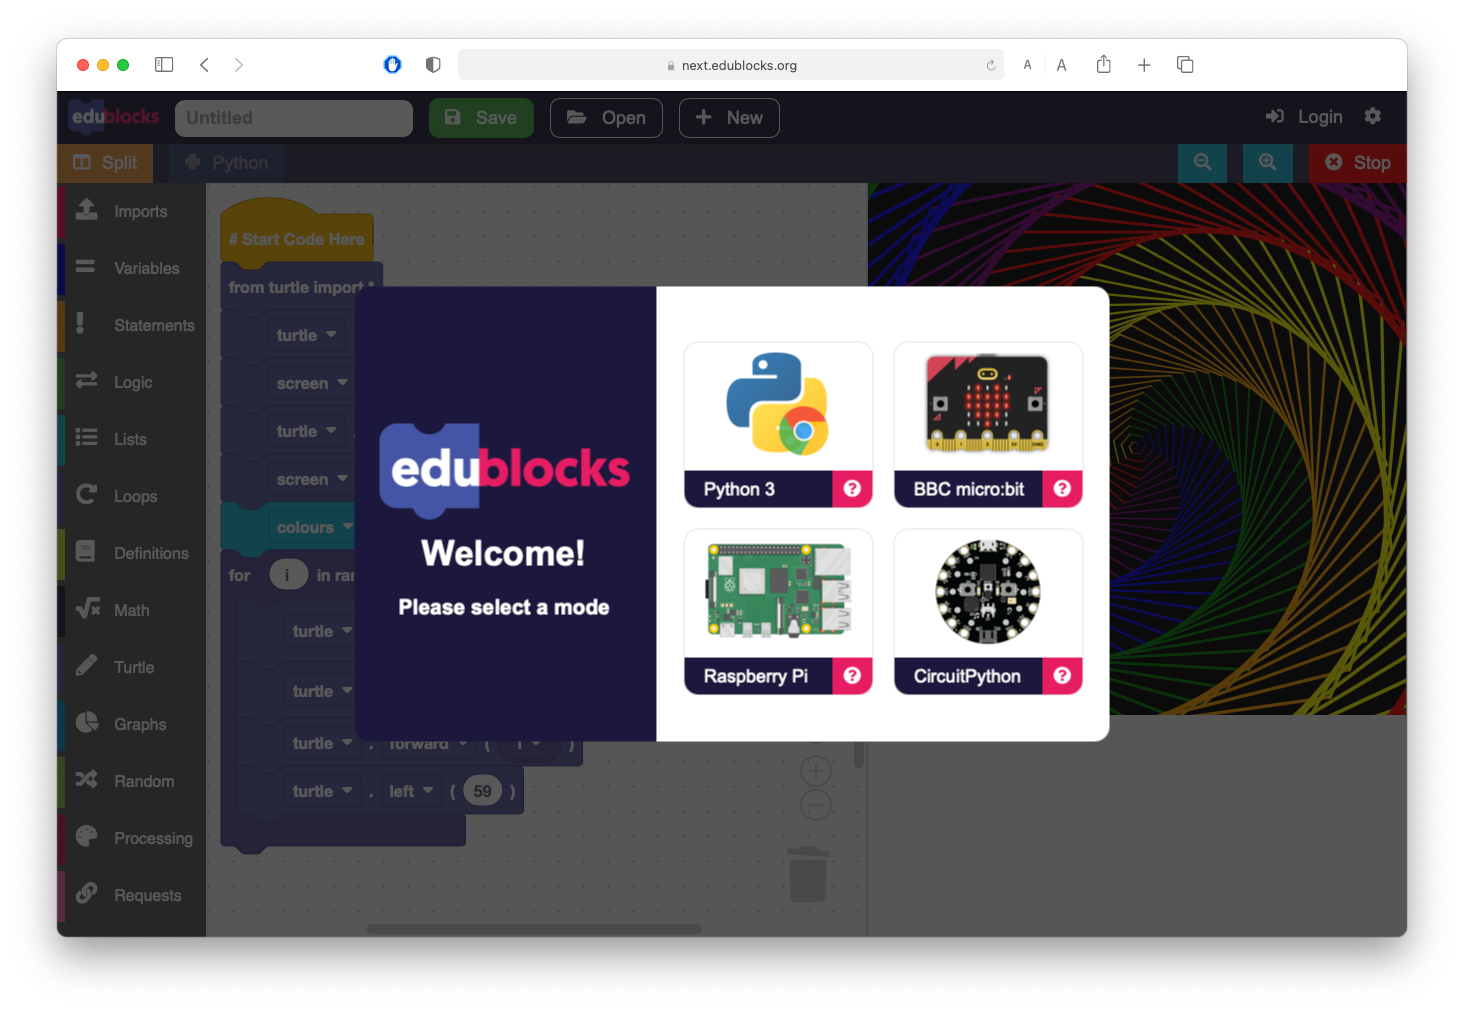 next.edublocks.org
A A
edublocks Untitled Save Open New Login
Split Python Stop
Imports
Variables
Statements
Logic
Lists
Loops
Definitions
Math
Turtle
Graphs
Random
Processing
Requests
# Start Code Here
from turtle import *
turtle
screen
turtle
screen
colours
for i in ran
turtle
turtle
turtle . forward ( i )
turtle . left ( 59 )
edublocks
Welcome!
Please select a mode
Python 3
BBC micro:bit
Raspberry Pi
CircuitPython